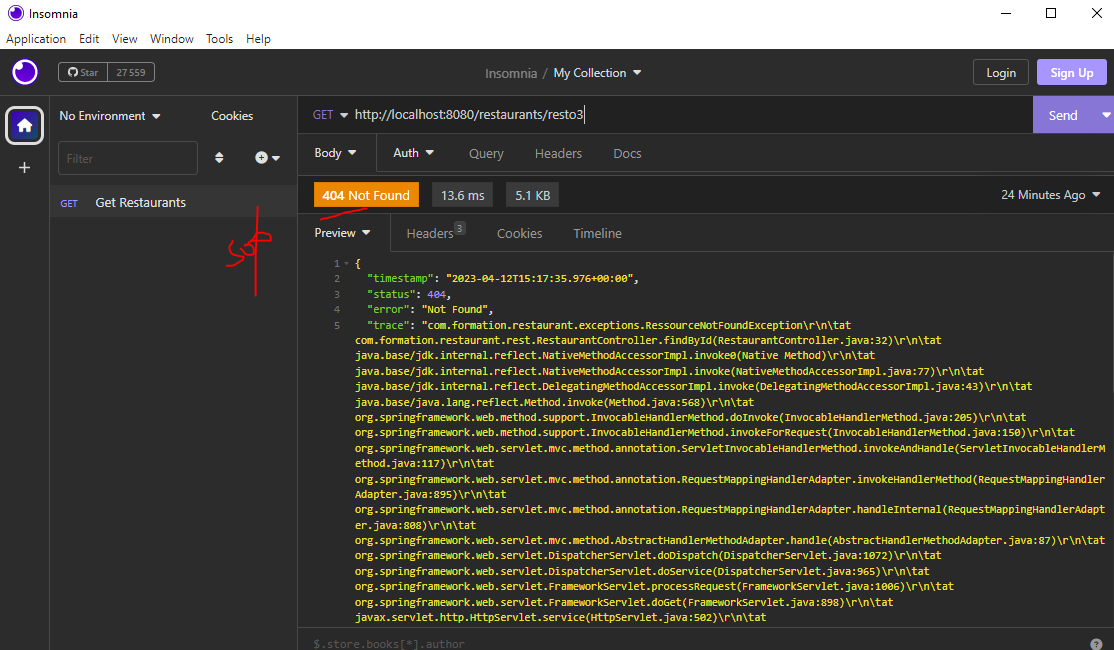 Insomnia
Application Edit View Window Tools Help
Star 27 559
Insomnia / My Collection
Login Sign Up
No Environment Cookies
Filter
GET Get Restaurants
GET http://localhost:8080/restaurants/resto3
Send
Body Auth Query Headers Docs
404 Not Found 13.6 ms 5.1 KB 24 Minutes Ago
Preview Headers 3 Cookies Timeline
1 {
2 "timestamp": "2023-04-12T15:17:35.976+00:00",
3 "status": 404,
4 "error": "Not Found",
5 "trace": "com.formation.restaurant.exceptions.RessourceNotFoundException\r\n\tat
com.formation.restaurant.rest.RestaurantController.findById(RestaurantController.java:32)\r\n\tat
java.base/jdk.internal.reflect.NativeMethodAccessorImpl.invoke0(Native Method)\r\n\tat
java.base/jdk.internal.reflect.NativeMethodAccessorImpl.invoke(NativeMethodAccessorImpl.java:77)\r\n\tat
java.base/jdk.internal.reflect.DelegatingMethodAccessorImpl.invoke(DelegatingMethodAccessorImpl.java:43)\r\n\tat
java.base/java.lang.reflect.Method.invoke(Method.java:568)\r\n\tat
org.springframework.web.method.support.InvocableHandlerMethod.doInvoke(InvocableHandlerMethod.java:205)\r\n\tat
org.springframework.web.method.support.InvocableHandlerMethod.invokeForRequest(InvocableHandlerMethod.java:150)\r\n\tat
org.springframework.web.servlet.mvc.method.annotation.ServletInvocableHandlerMethod.invokeAndHandle(ServletInvocableHandlerM
ethod.java:117)\r\n\tat
org.springframework.web.servlet.mvc.method.annotation.RequestMappingHandlerAdapter.invokeHandlerMethod(RequestMappingHandler
Adapter.java:895)\r\n\tat
org.springframework.web.servlet.mvc.method.annotation.RequestMappingHandlerAdapter.handleInternal(RequestMappingHandlerAdapt
er.java:808)\r\n\tat
org.springframework.web.servlet.mvc.method.AbstractHandlerMethodAdapter.handle(AbstractHandlerMethodAdapter.java:87)\r\n\tat
org.springframework.web.servlet.DispatcherServlet.doDispatch(DispatcherServlet.java:1072)\r\n\tat
org.springframework.web.servlet.DispatcherServlet.doService(DispatcherServlet.java:965)\r\n\tat
org.springframework.web.servlet.FrameworkServlet.processRequest(FrameworkServlet.java:1006)\r\n\tat
org.springframework.web.servlet.FrameworkServlet.doGet(FrameworkServlet.java:898)\r\n\tat
javax.servlet.http.HttpServlet.service(HttpServlet.java:502)\r\n\tat
$.store.books[*].author